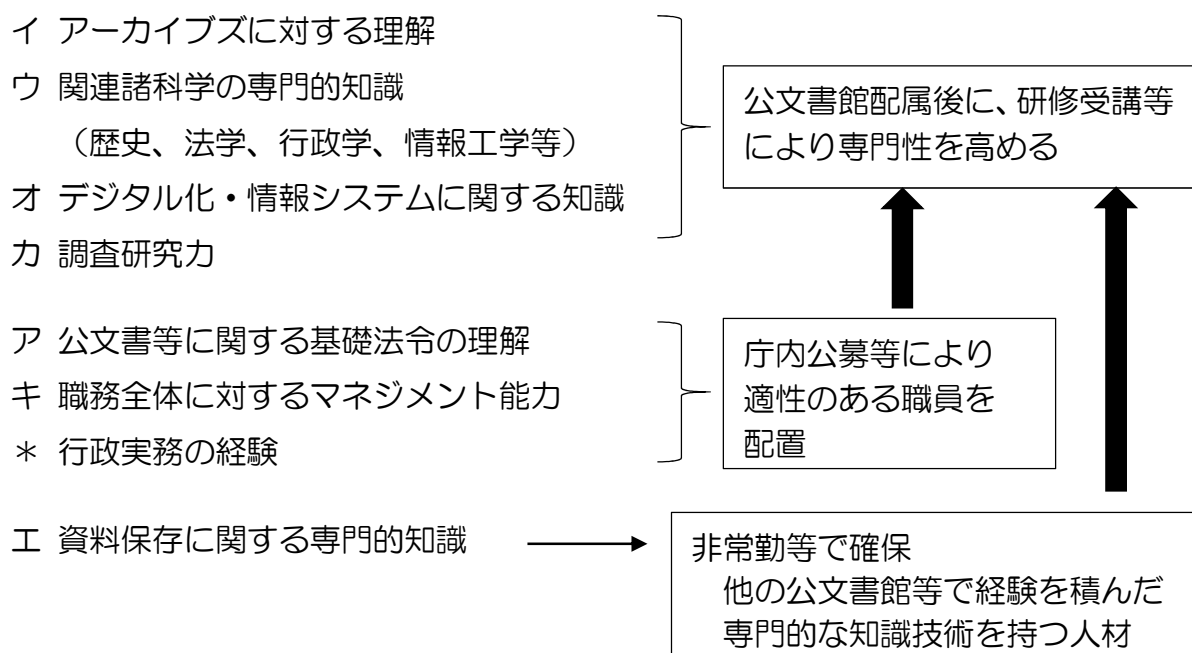 イ アーカイブズに対する理解
ウ 関連諸科学の専門的知識
（歴史、法学、行政学、情報工学等）
オ デジタル化・情報システムに関する知識
カ 調査研究力
公文書館配属後に、研修受講等
により専門性を高める
ア 公文書等に関する基礎法令の理解
キ 職務全体に対するマネジメント能力
＊ 行政実務の経験
庁内公募等により
適性のある職員を
配置
エ 資料保存に関する専門的知識
非常勤等で確保
他の公文書館等で経験を積んだ
専門的な知識技術を持つ人材